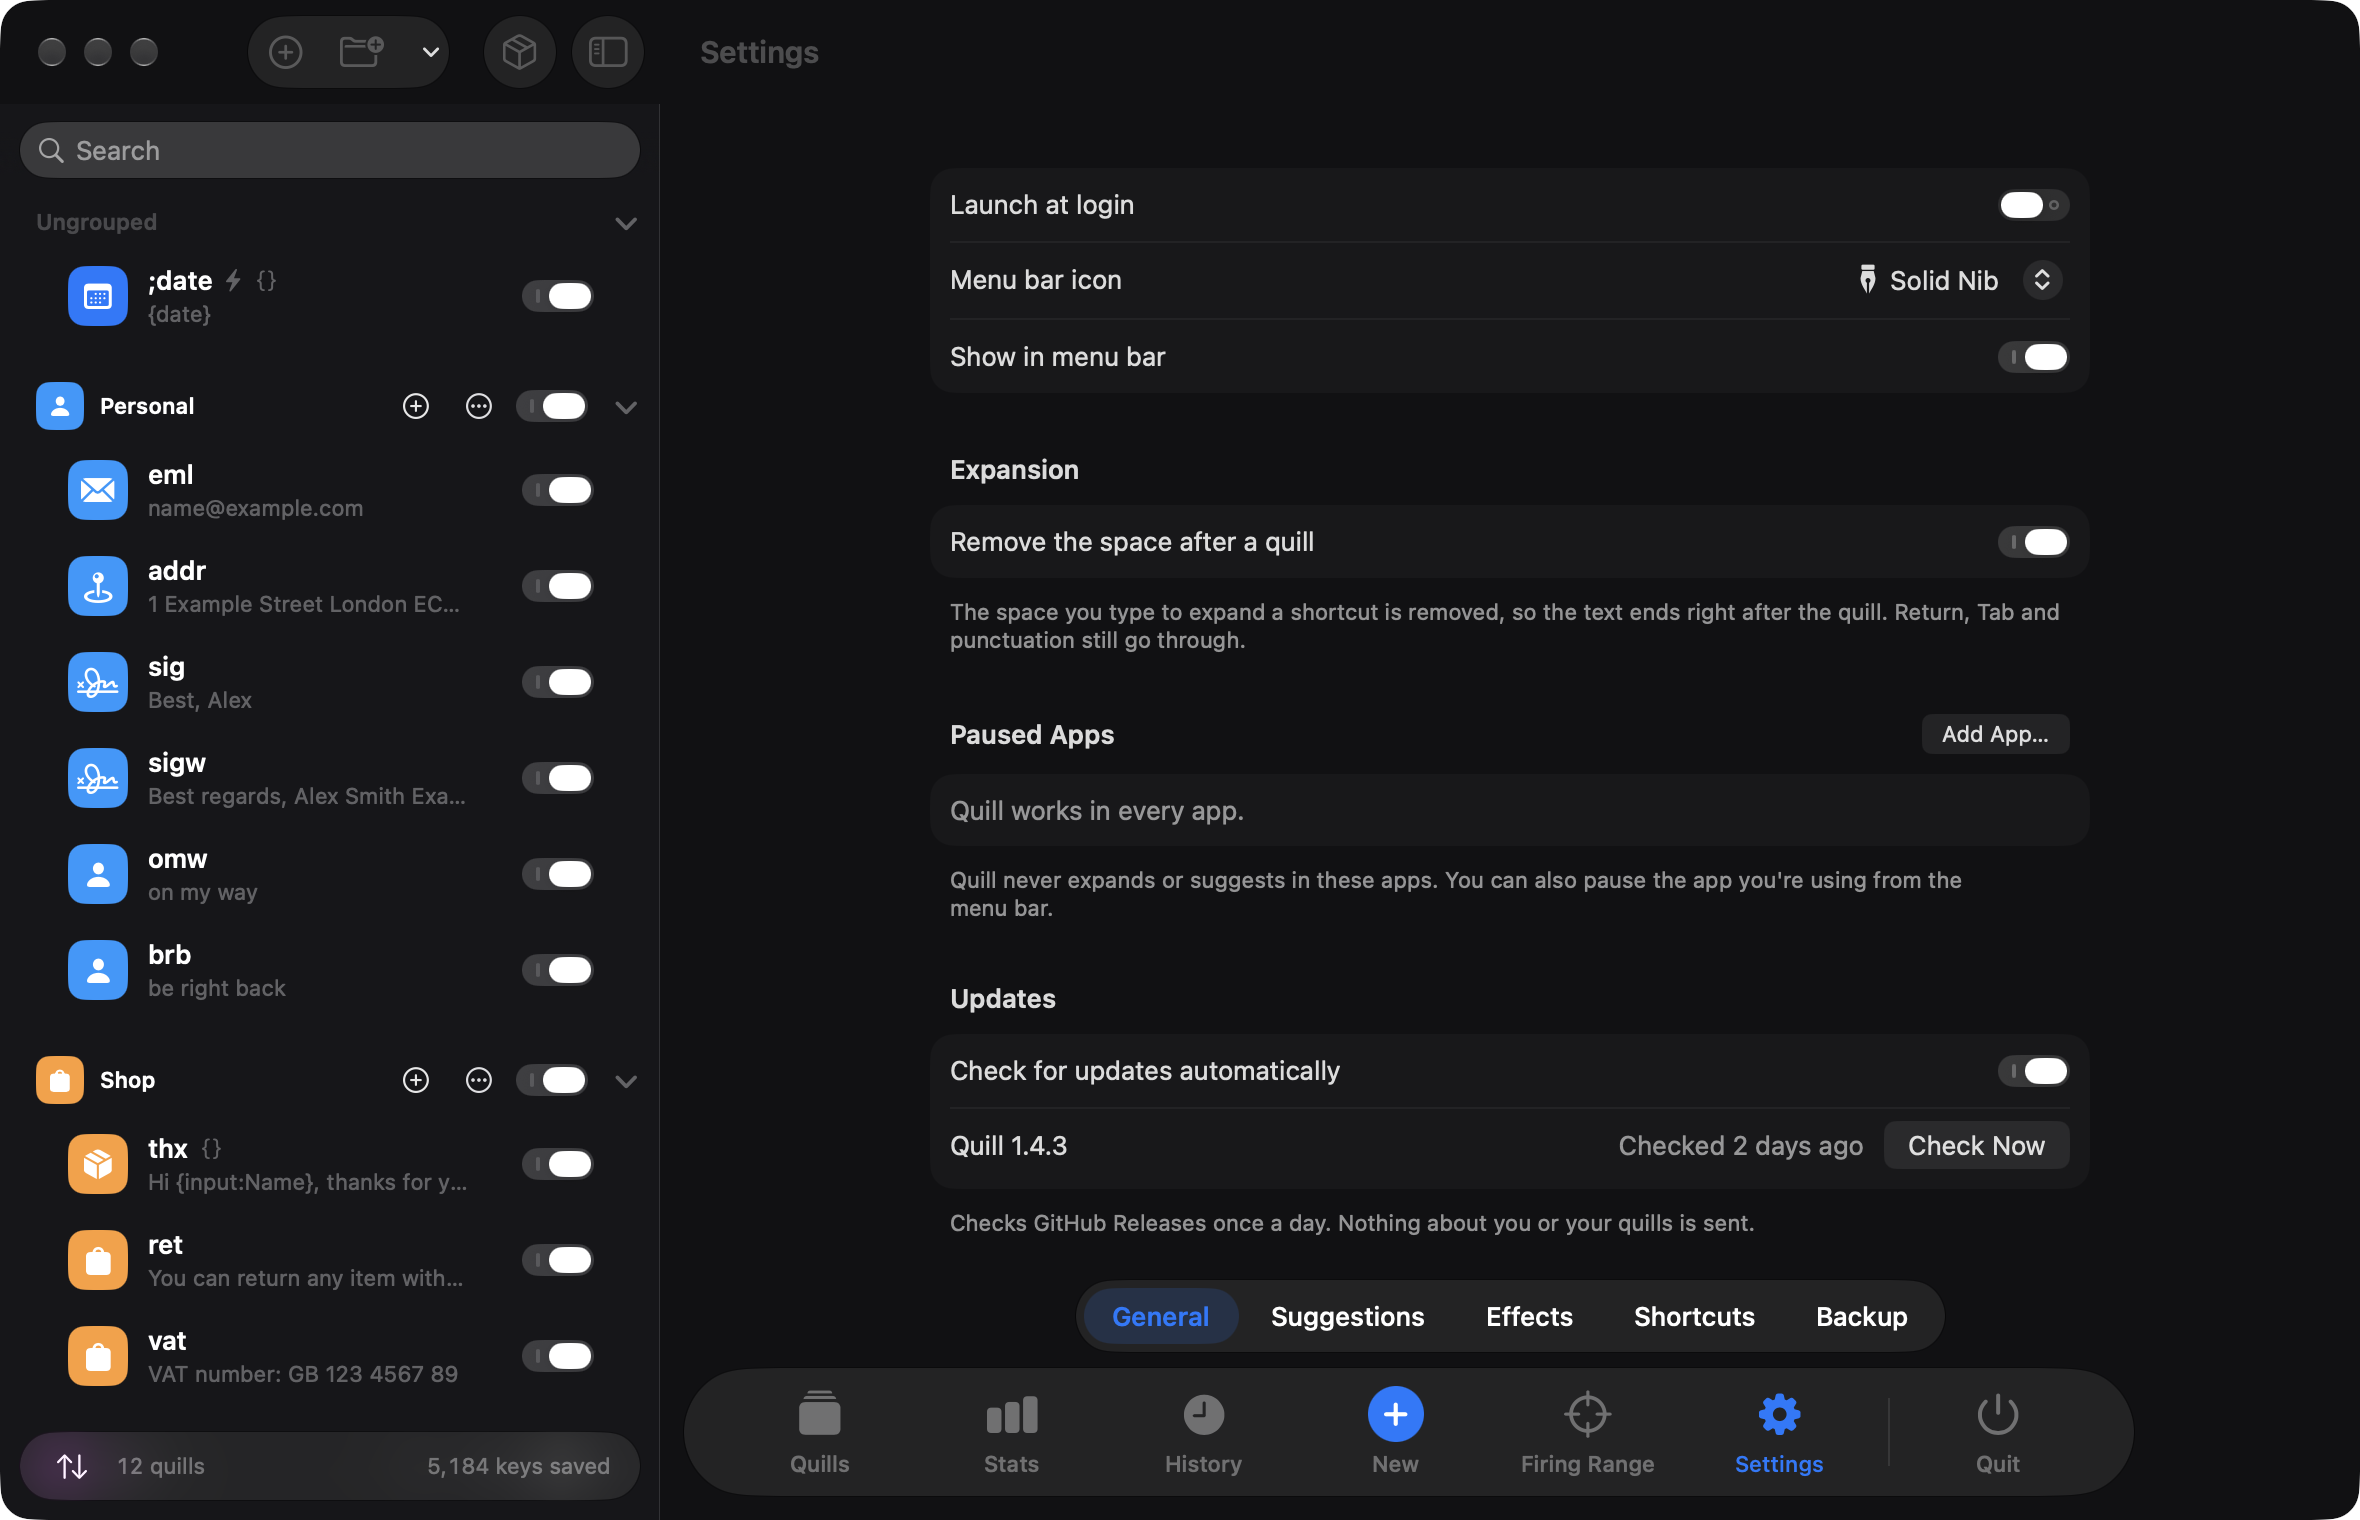 Settings
Search
Ungrouped
;date {}
{date}
Personal
eml
name@example.com
addr
1 Example Street London EC...
sig
Best, Alex
sigw
Best regards, Alex Smith Exa...
omw
on my way
brb
be right back
Shop
thx {}
Hi {input:Name}, thanks for y...
ret
You can return any item with...
vat
VAT number: GB 123 4567 89
12 quills
5,184 keys saved
Launch at login
Menu bar icon
Solid Nib
Show in menu bar
Expansion
Remove the space after a quill
The space you type to expand a shortcut is removed, so the text ends right after the quill. Return, Tab and
punctuation still go through.
Paused Apps
Add App...
Quill works in every app.
Quill never expands or suggests in these apps. You can also pause the app you're using from the
menu bar.
Updates
Check for updates automatically
Quill 1.4.3
Checked 2 days ago
Check Now
Checks GitHub Releases once a day. Nothing about you or your quills is sent.
General
Suggestions
Effects
Shortcuts
Backup
Quills
Stats
History
New
Firing Range
Settings
Quit